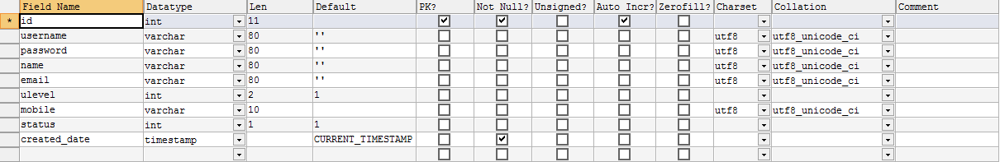 Field Name Datatype Len Default PK? Not Null? Unsigned? Auto Incr? Zerofill? Charset Collation Comment
* id int 11
username varchar 80 '' utf8 utf8_unicode_ci
password varchar 80 '' utf8 utf8_unicode_ci
name varchar 80 '' utf8 utf8_unicode_ci
email varchar 80 '' utf8 utf8_unicode_ci
ulevel int 2 1
mobile varchar 10 utf8 utf8_unicode_ci
status int 1 1
created_date timestamp CURRENT_TIMESTAMP